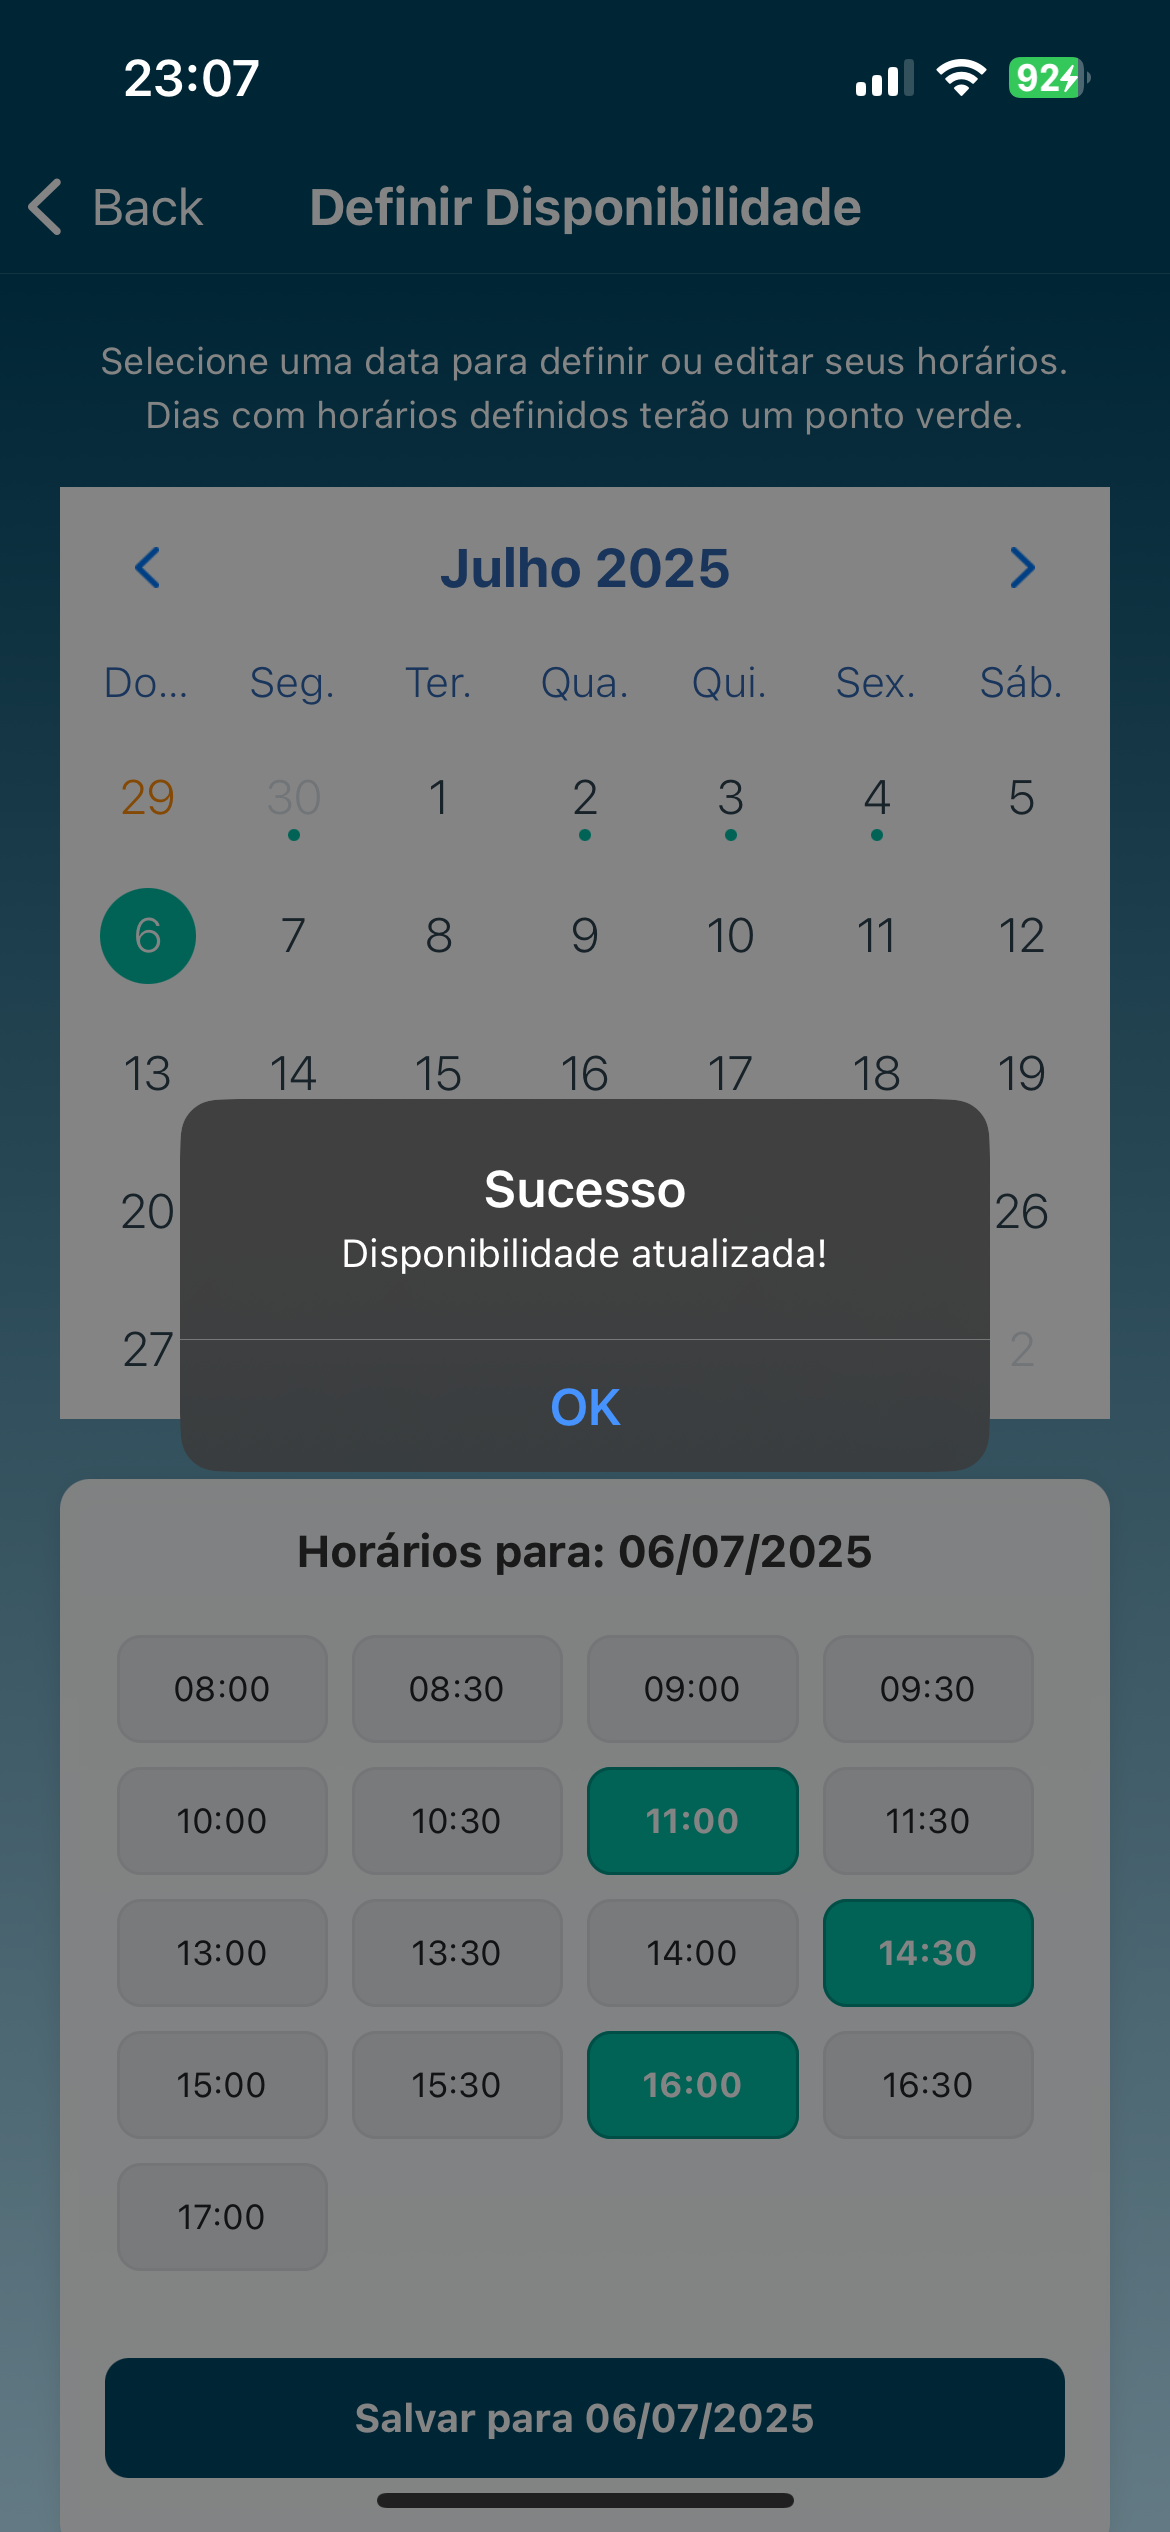 23:07
92
Back
Definir Disponibilidade
Selecione uma data para definir ou editar seus horários.
Dias com horários definidos terão um ponto verde.
Julho 2025
Do... Seg. Ter. Qua. Qui. Sex. Sáb.
29 30 1 2 3 4 5
6 7 8 9 10 11 12
13 14 15 16 17 18 19
20 26
27 2
Sucesso
Disponibilidade atualizada!
OK
Horários para: 06/07/2025
08:00 08:30 09:00 09:30
10:00 10:30 11:00 11:30
13:00 13:30 14:00 14:30
15:00 15:30 16:00 16:30
17:00
Salvar para 06/07/2025